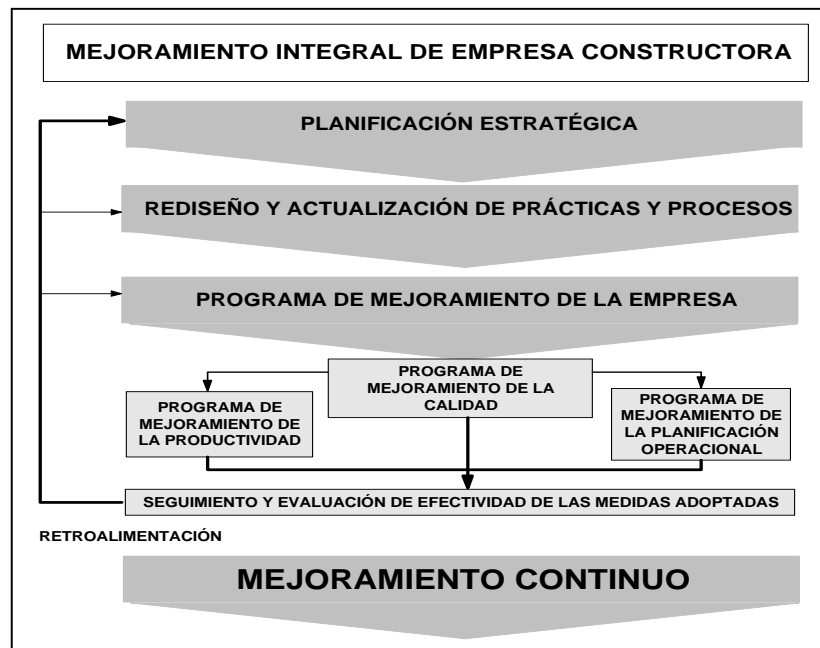 MEJORAMIENTO INTEGRAL DE EMPRESA CONSTRUCTORA
PLANIFICACIÓN ESTRATÉGICA
REDISEÑO Y ACTUALIZACIÓN DE PRÁCTICAS Y PROCESOS
PROGRAMA DE MEJORAMIENTO DE LA EMPRESA
PROGRAMA DE
MEJORAMIENTO DE LA
CALIDAD
PROGRAMA DE
MEJORAMIENTO DE
LA PRODUCTIVIDAD
PROGRAMA DE
MEJORAMIENTO DE
LA PLANIFICACIÓN
OPERACIONAL
SEGUIMIENTO Y EVALUACIÓN DE EFECTIVIDAD DE LAS MEDIDAS ADOPTADAS
RETROALIMENTACIÓN
MEJORAMIENTO CONTINUO